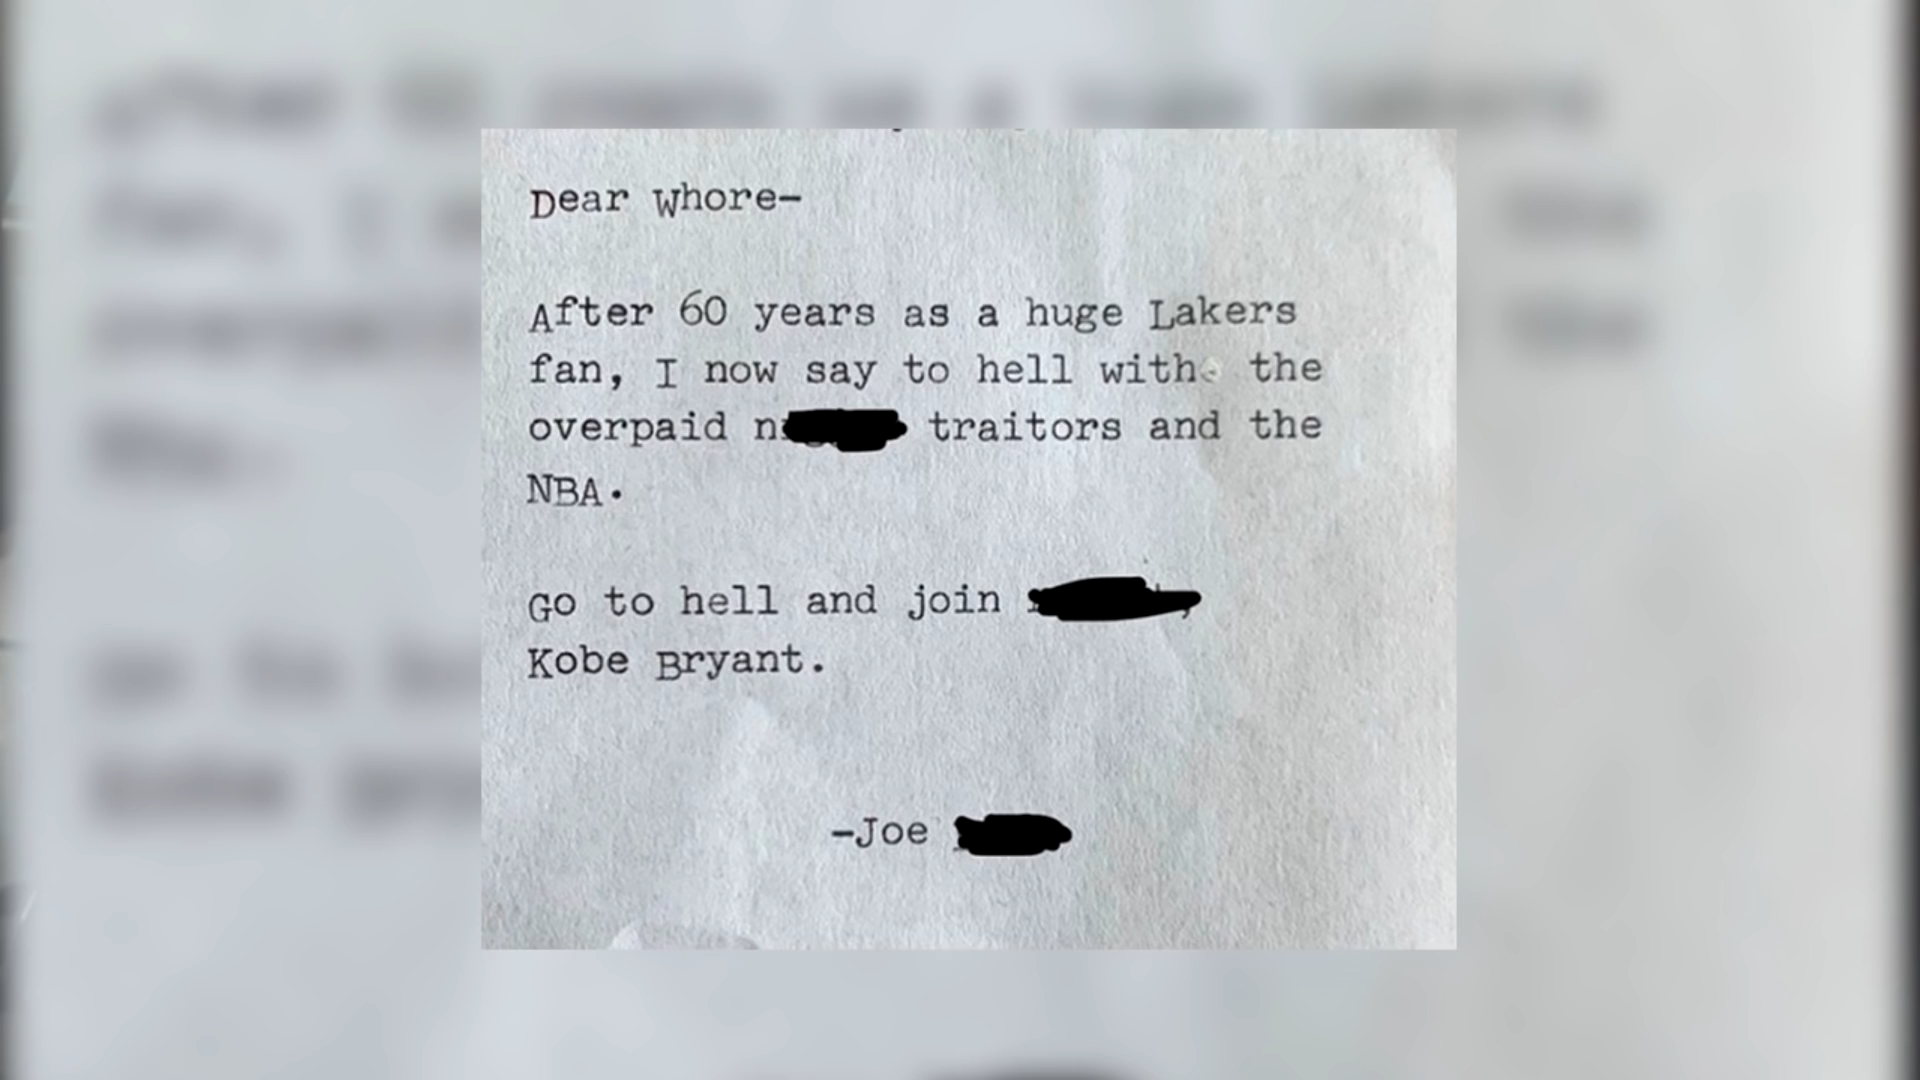 Dear Whore-
After 60 years as a huge Lakers
fan, I now say to hell with the
overpaid traitors and the
NBA.
Go to hell and join
Kobe Bryant.
-Joe